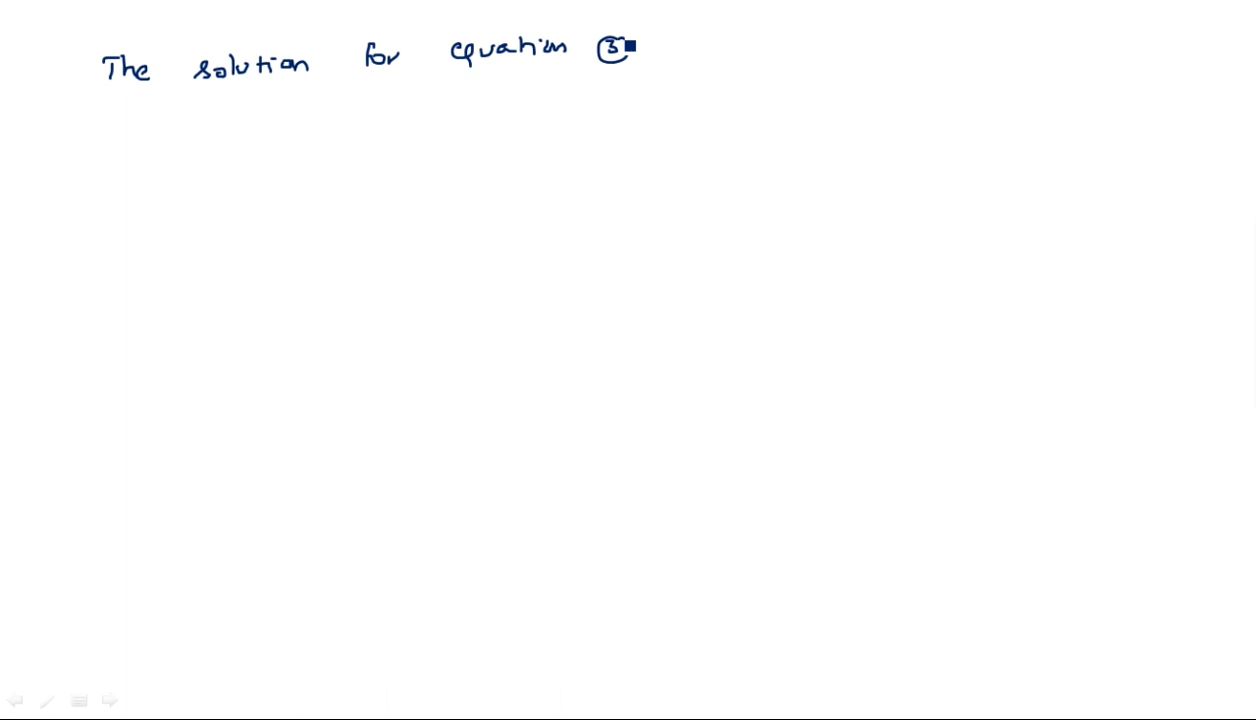 The solution for equation ③